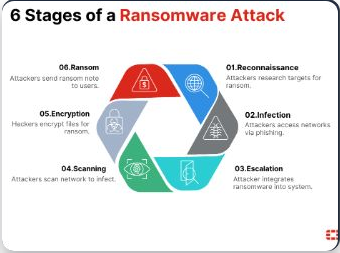 6 Stages of a Ransomware Attack
06.Ransom
Attackers send ransom note
to users.
01.Reconnaissance
Attackers research targets for
ransom.
05.Encryption
Heckers encrypt files for
ransom.
02.Infection
Attackers access networks
via phishing.
04.Scanning
Attackers scan network to infect.
03.Escalation
Attacker integrates
ransomware into system.